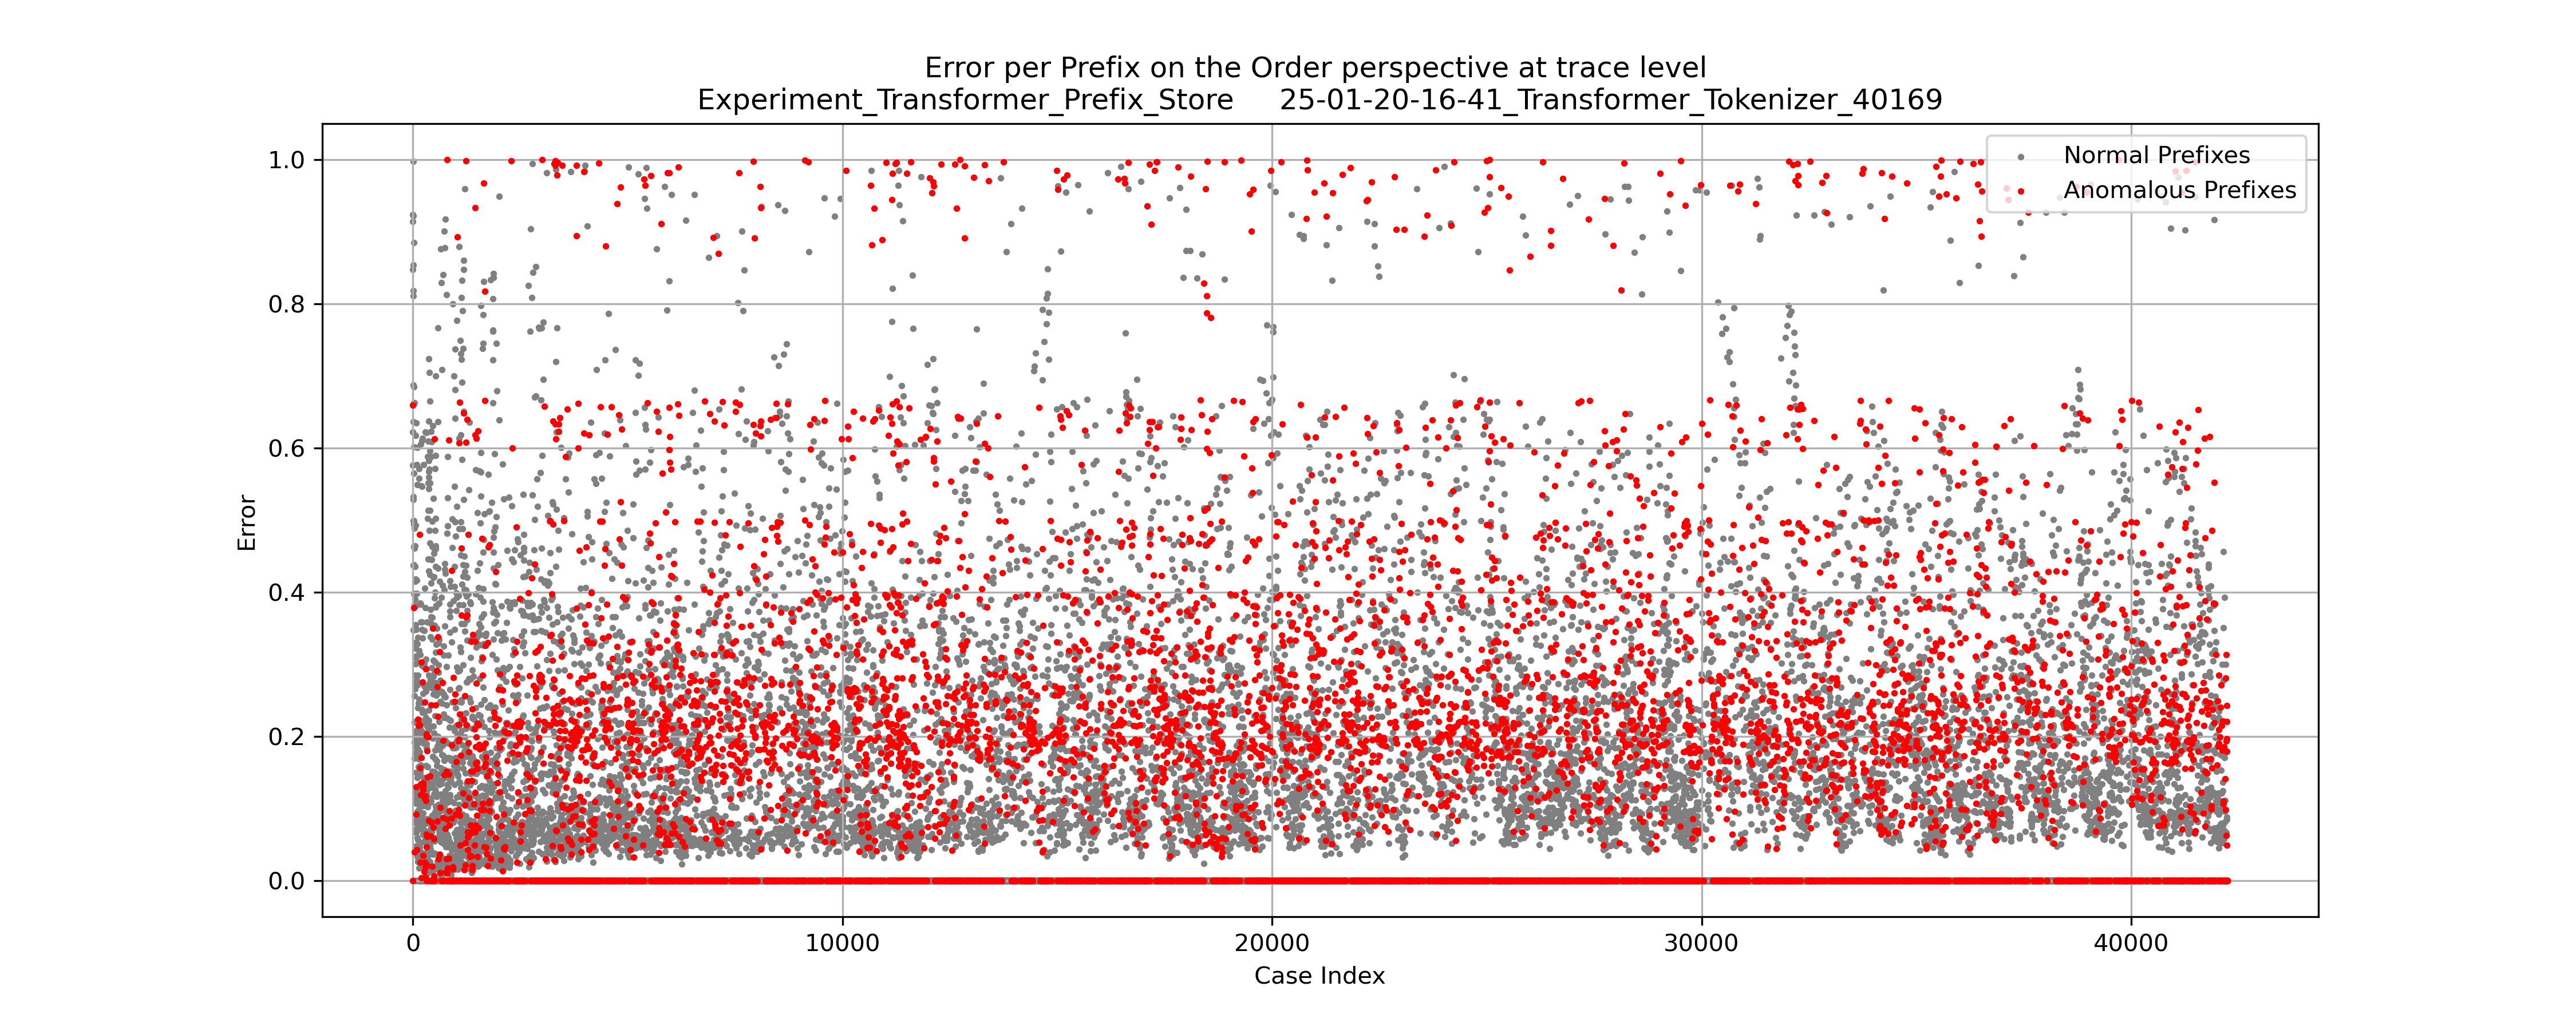 Error per Prefix on the Order perspective at trace level
Experiment_Transformer_Prefix_Store 25-01-20-16-41_Transformer_Tokenizer_40169
Normal Prefixes
Anomalous Prefixes
1.0
0.8
0.6
0.4
0.2
0.0
Error
0 10000 20000 30000 40000
Case Index